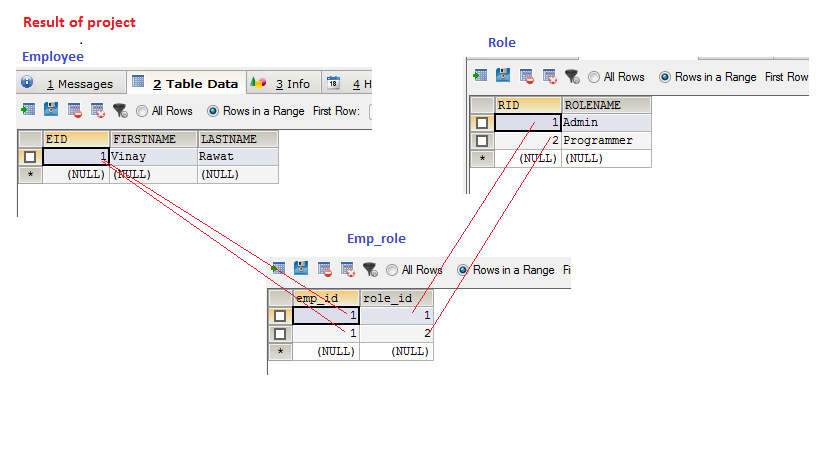 Result of project
Employee
1 Messages 2 Table Data 3 Info 4 H
All Rows Rows in a Range First Row:
EID FIRSTNAME LASTNAME
1 Vinay Rawat
* (NULL) (NULL) (NULL)
Role
All Rows Rows in a Range First Row
RID ROLENAME
1 Admin
2 Programmer
* (NULL) (NULL)
Emp_role
All Rows Rows in a Range Fi
emp_id role_id
1 1
1 2
* (NULL) (NULL)